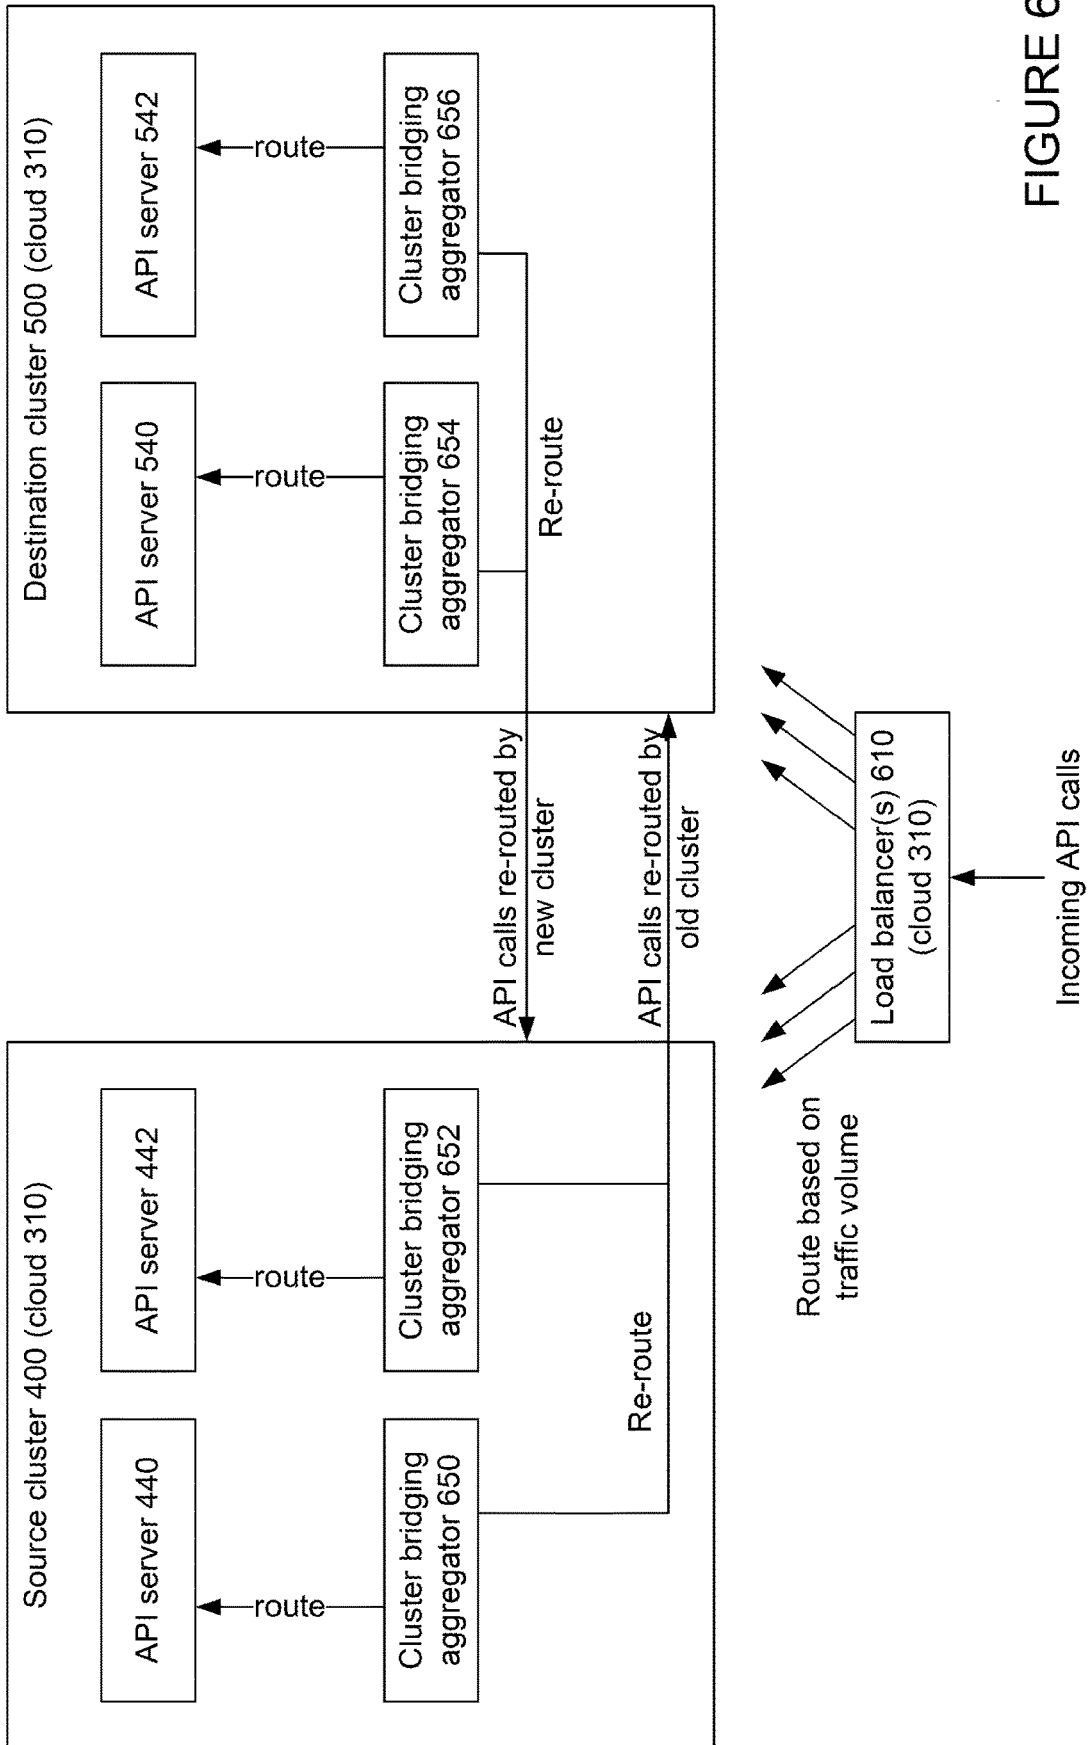 Source cluster 400 (cloud 310)
API server 440
API server 442
route
route
Cluster bridging
aggregator 650
Cluster bridging
aggregator 652
Re-route
Destination cluster 500 (cloud 310)
API server 540
API server 542
route
route
Cluster bridging
aggregator 654
Cluster bridging
aggregator 656
Re-route
API calls re-routed by
new cluster
API calls re-routed by
old cluster
Route based on
traffic volume
Load balancer(s) 610
(cloud 310)
Incoming API calls
FIGURE 6